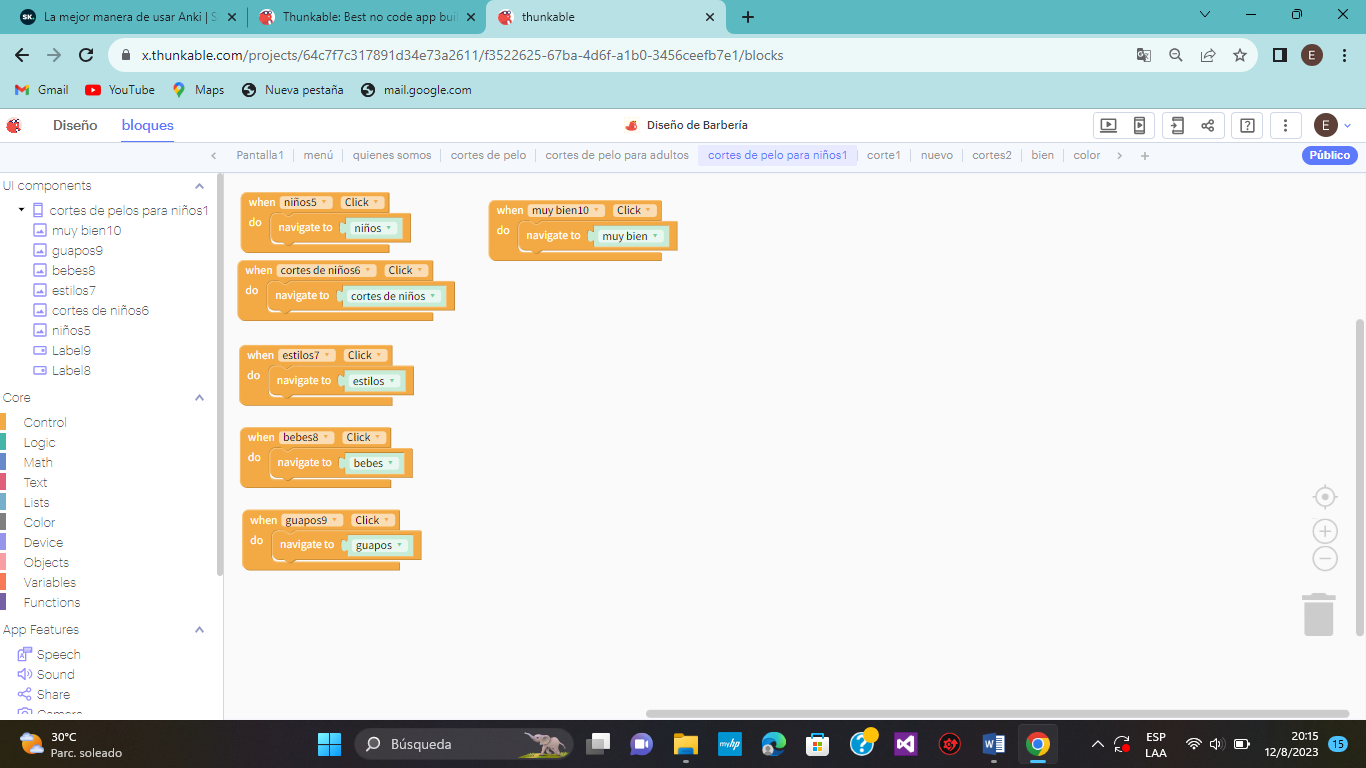 SK. La mejor manera de usar Anki | S
Thunkable: Best no code app buil
thunkable
x.thunkable.com/projects/64c7f7c317891d34e73a2611/f3522625-67ba-4d6f-a1b0-3456ceefb7e1/blocks
E
Gmail YouTube Maps Nueva pestaña mail.google.com
Diseño bloques Diseño de Barbería E
Pantalla1 menú quienes somos cortes de pelo cortes de pelo para adultos cortes de pelo para niños1 corte1 nuevo cortes2 bien color Público
UI components
cortes de pelos para niños1
muy bien10
guapos9
bebes8
estilos7
cortes de niños6
niños5
Label9
Label8
Core
Control
Logic
Math
Text
Lists
Color
Device
Objects
Variables
Functions
App Features
Speech
Sound
Share
Camera
when niños5 Click
do navigate to niños
when cortes de niños6 Click
do navigate to cortes de niños
when estilos7 Click
do navigate to estilos
when bebes8 Click
do navigate to bebes
when guapos9 Click
do navigate to guapos
when muy bien10 Click
do navigate to muy bien
30°C
Parc. soleado
Búsqueda
myhp
ESP
LAA
20:15
12/8/2023
15